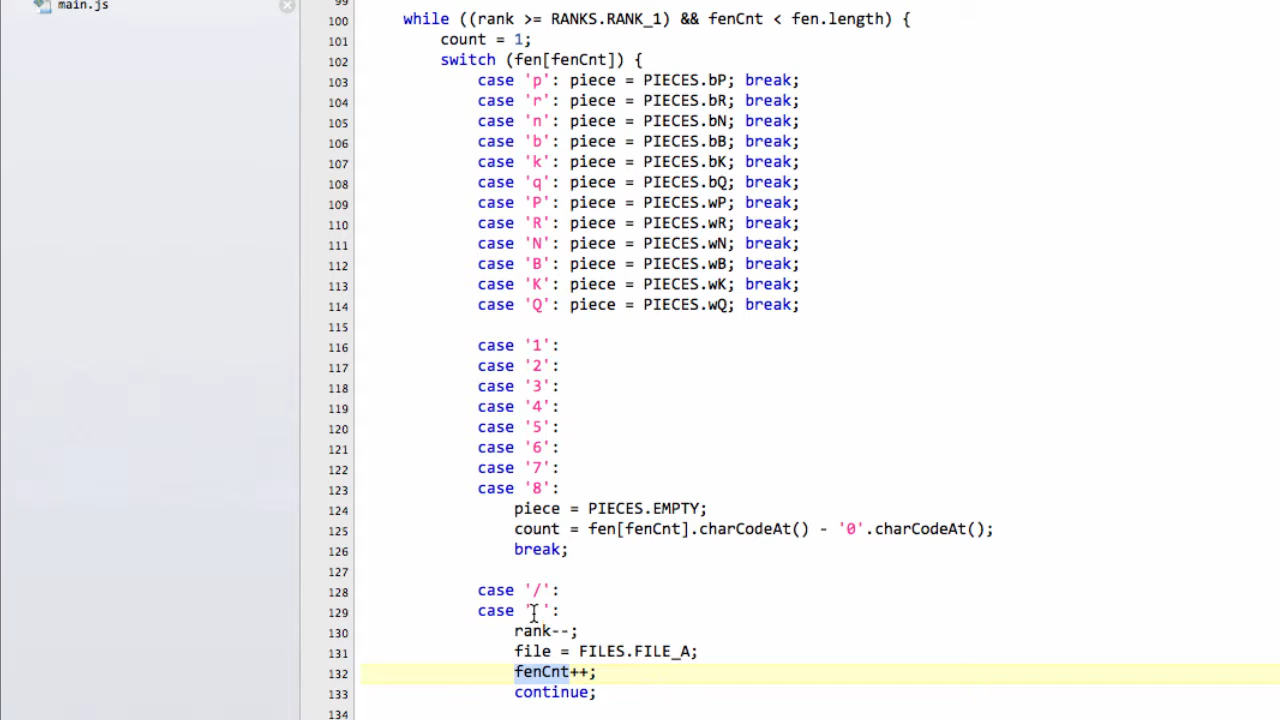 main.js
99
100 while ((rank >= RANKS.RANK_1) && fenCnt < fen.length) {
101 count = 1;
102 switch (fen[fenCnt]) {
103 case 'p': piece = PIECES.bP; break;
104 case 'r': piece = PIECES.bR; break;
105 case 'n': piece = PIECES.bN; break;
106 case 'b': piece = PIECES.bB; break;
107 case 'k': piece = PIECES.bK; break;
108 case 'q': piece = PIECES.bQ; break;
109 case 'P': piece = PIECES.wP; break;
110 case 'R': piece = PIECES.wR; break;
111 case 'N': piece = PIECES.wN; break;
112 case 'B': piece = PIECES.wB; break;
113 case 'K': piece = PIECES.wK; break;
114 case 'Q': piece = PIECES.wQ; break;
115
116 case '1':
117 case '2':
118 case '3':
119 case '4':
120 case '5':
121 case '6':
122 case '7':
123 case '8':
124 piece = PIECES.EMPTY;
125 count = fen[fenCnt].charCodeAt() - '0'.charCodeAt();
126 break;
127
128 case '/':
129 case ' ':
130 rank--;
131 file = FILES.FILE_A;
132 fenCnt++;
133 continue;
134